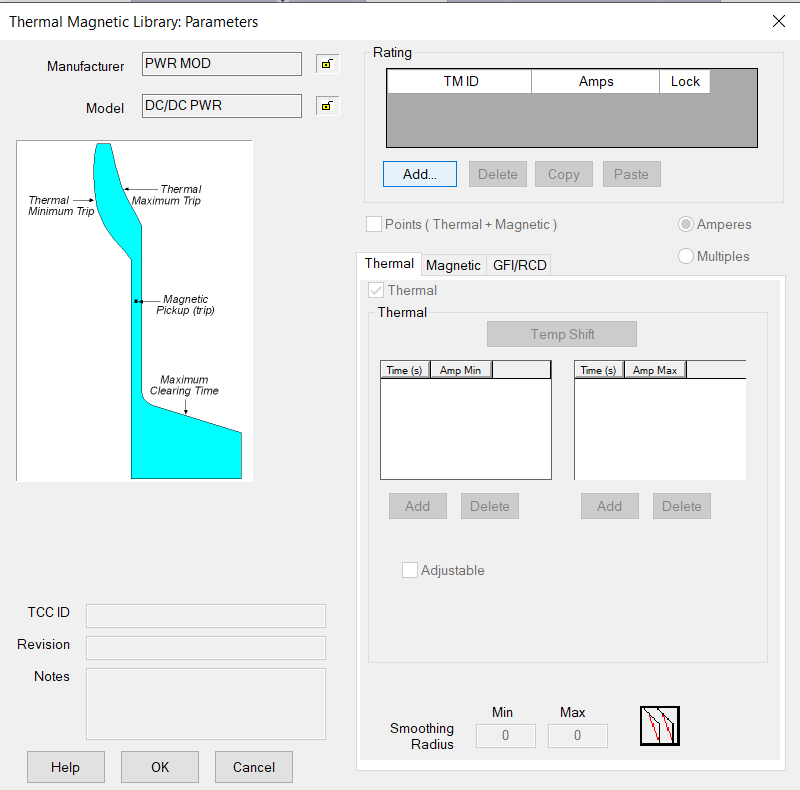 Thermal Magnetic Library: Parameters
Manufacturer
PWR MOD
Model
DC/DC PWR
Thermal
Minimum Trip
Thermal
Maximum Trip
Magnetic
Pickup (trip)
Maximum
Clearing Time
TCC ID
Revision
Notes
Help OK Cancel
Rating
TM ID Amps Lock
Add... Delete Copy Paste
Points ( Thermal + Magnetic )
Amperes
Multiples
Thermal Magnetic GFI/RCD
Thermal
Thermal
Temp Shift
Time (s) Amp Min
Time (s) Amp Max
Add Delete
Add Delete
Adjustable
Min Max
Smoothing
Radius
0 0